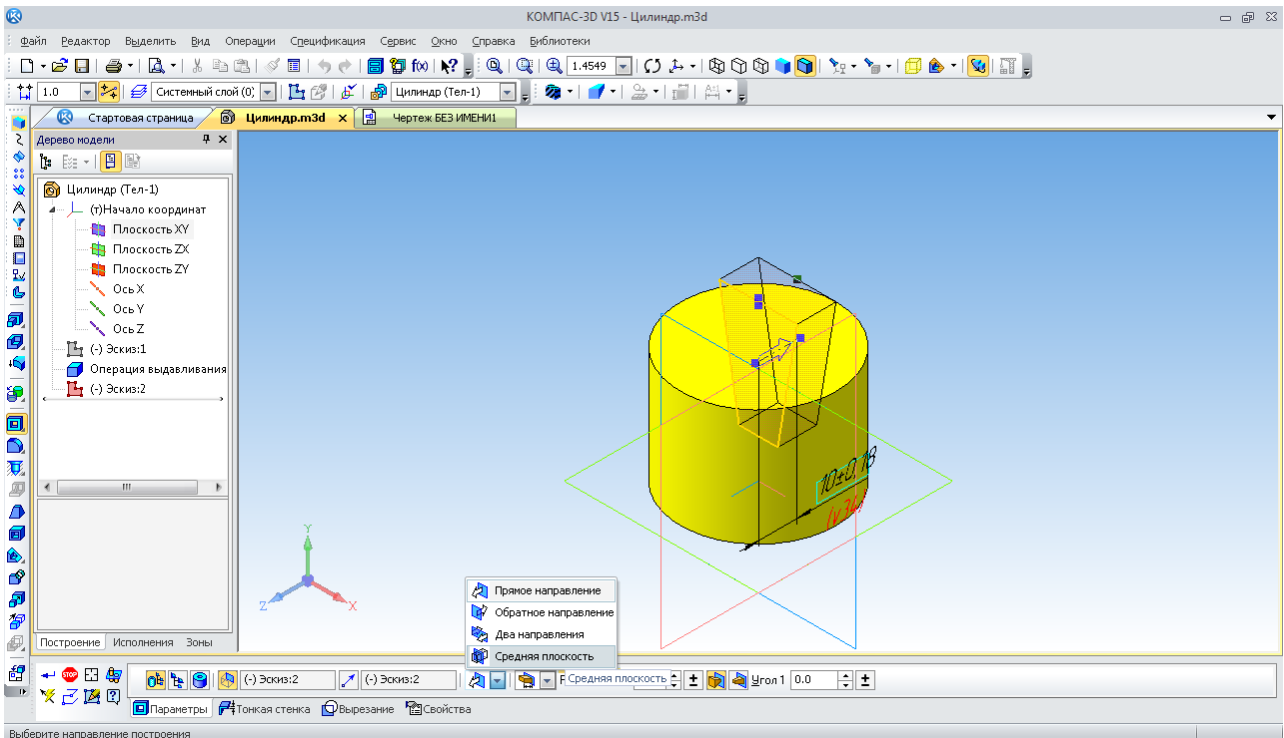 КОМПАС-3D V15 - Цилиндр.m3d
Файл Редактор Выделить Вид Операции Спецификация Сервис Окно Справка Библиотеки
f(x) 1.4549
1.0 Системный слой (0) Цилиндр (Тел-1)
Стартовая страница Цилиндр.m3d Чертеж БЕЗ ИМЕНИ1
Дерево модели
Цилиндр (Тел-1)
(т)Начало координат
Плоскость XY
Плоскость ZX
Плоскость ZY
Ось X
Ось Y
Ось Z
(-) Эскиз:1
Операция выдавливания
(-) Эскиз:2
10±0,18
Y
Z X
Прямое направление
Обратное направление
Два направления
Средняя плоскость
Построение Исполнения Зоны
STOP (-) Эскиз:2 (-) Эскиз:2 Средняя плоскость Угол 1 0.0
Параметры Тонкая стенка Вырезание Свойства
Выберите направление построения